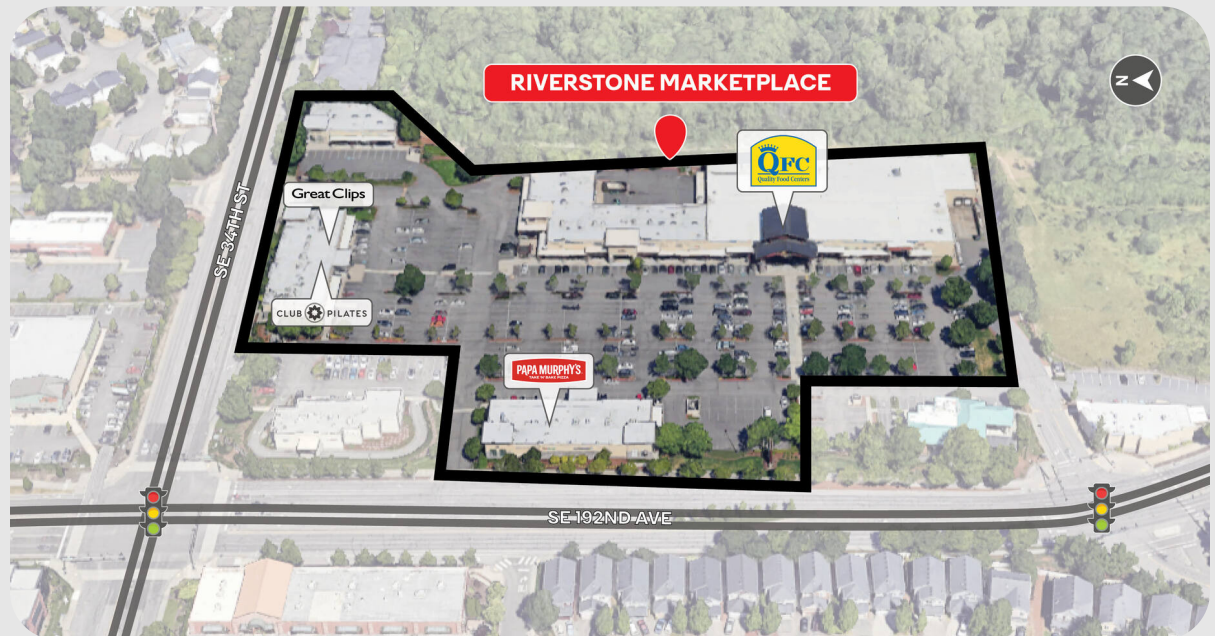 RIVERSTONE MARKETPLACE
N
QFC
Quality Food Centers
Great Clips
SE 34TH ST
CLUB PILATES
PAPA MURPHY'S
TAKE 'N' BAKE PIZZA
SE 192ND AVE